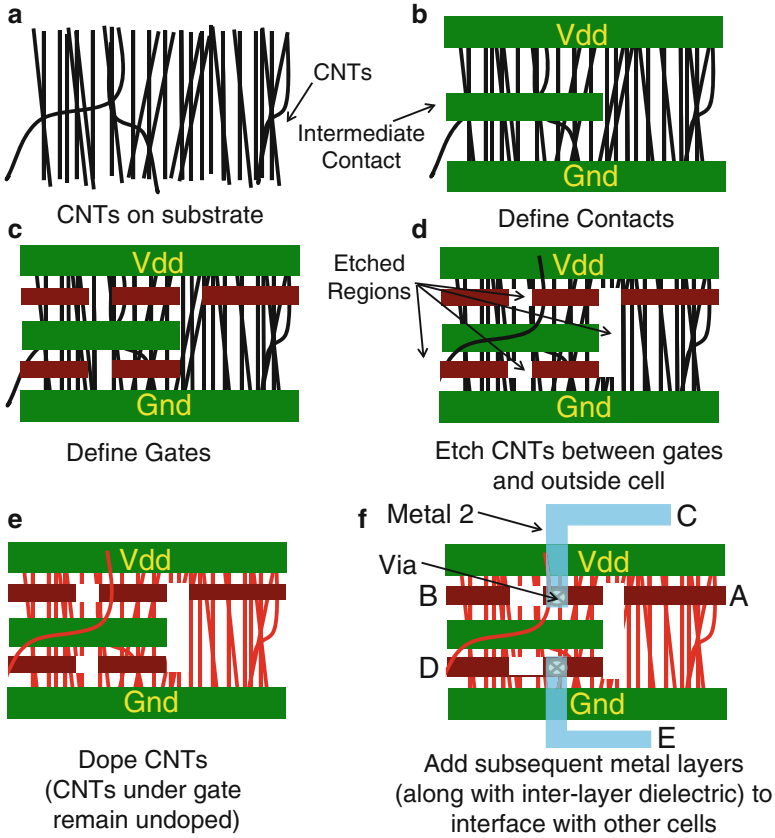 a
CNTs
CNTs on substrate
b
Vdd
Intermediate
Contact
Gnd
Define Contacts
c
Vdd
Gnd
Define Gates
d
Etched
Regions
Vdd
Gnd
Etch CNTs between gates
and outside cell
e
Vdd
Gnd
Dope CNTs
(CNTs under gate
remain undoped)
f
Metal 2
C
Via
Vdd
B
A
D
Gnd
E
Add subsequent metal layers
(along with inter-layer dielectric) to
interface with other cells